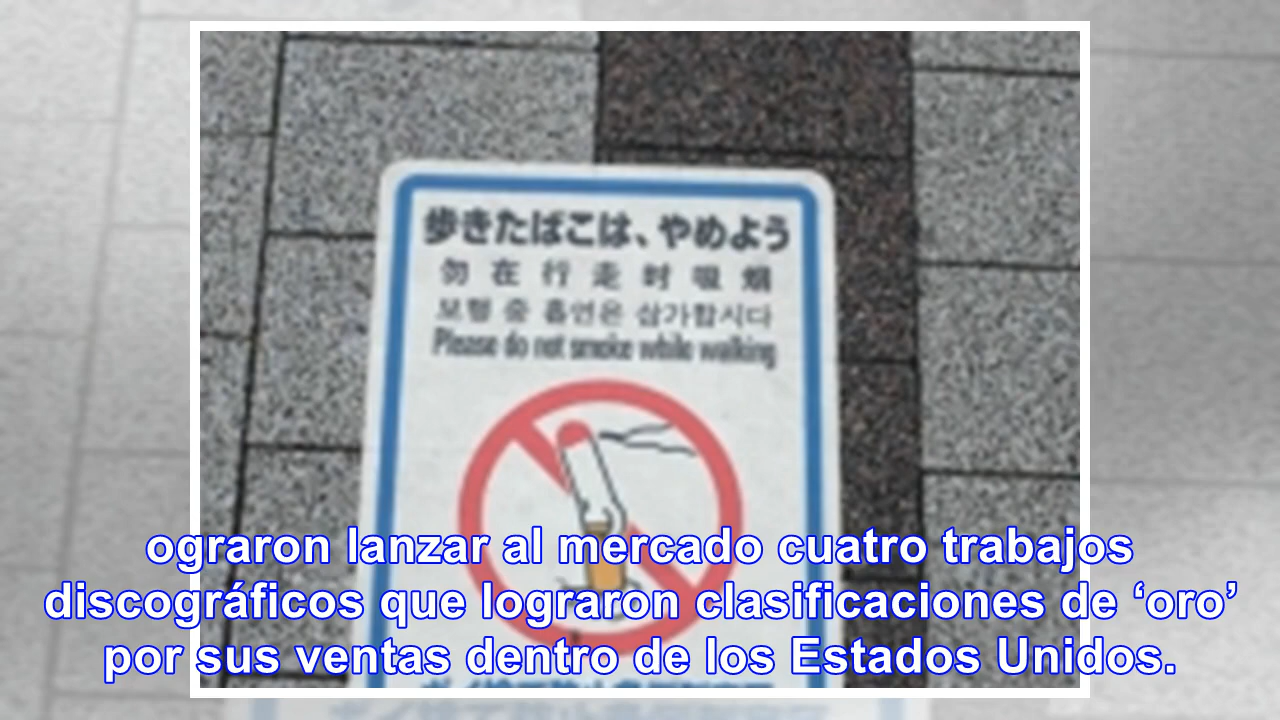 歩きたばこは、やめよう
勿在行走时吸烟
보행 중 흡연은 삼가합시다
Please do not smoke while walking
ograron lanzar al mercado cuatro trabajos
discográficos que lograron clasificaciones de ‘oro’
por sus ventas dentro de los Estados Unidos.